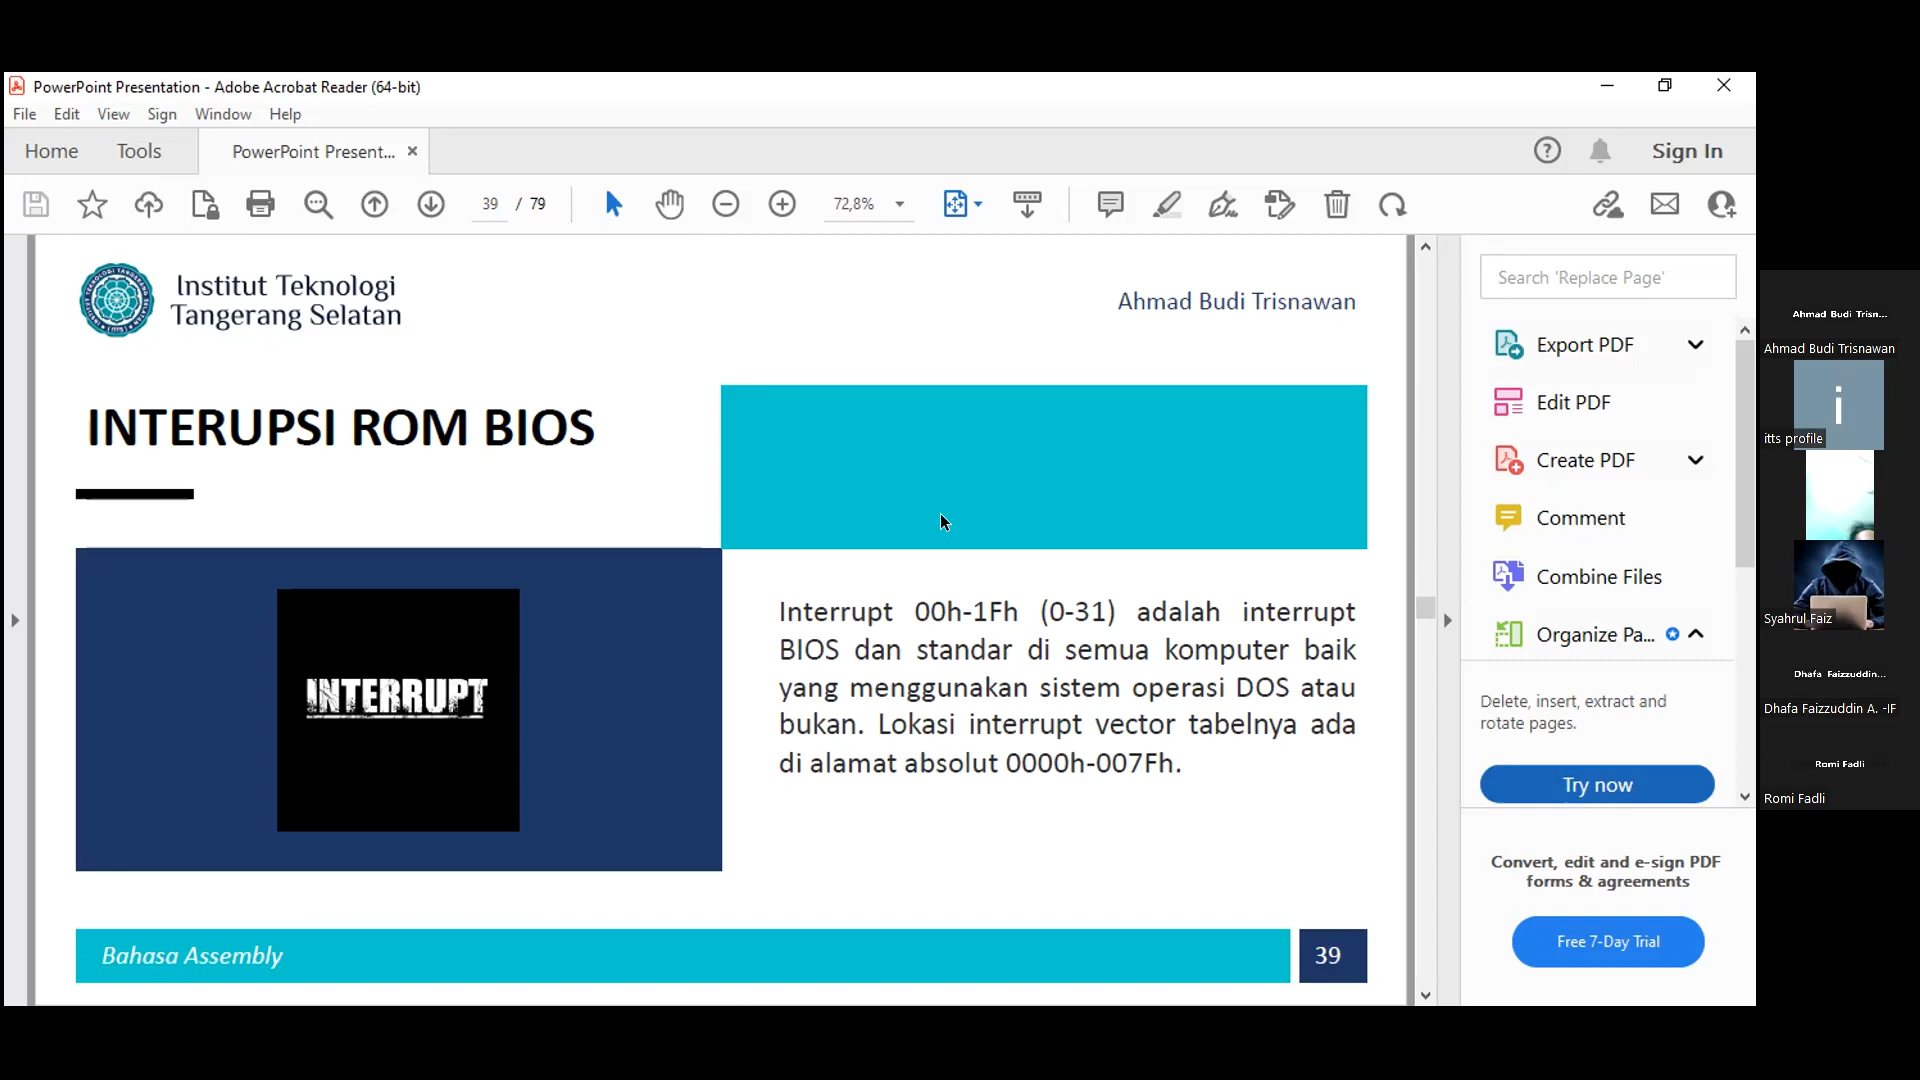 PowerPoint Presentation - Adobe Acrobat Reader (64-bit)
File Edit View Sign Window Help
Home Tools PowerPoint Present... Sign In
39 / 79 72,8%
Institut Teknologi
Tangerang Selatan
Ahmad Budi Trisnawan
INTERUPSI ROM BIOS
INTERRUPT
Interrupt 00h-1Fh (0-31) adalah interrupt
BIOS dan standar di semua komputer baik
yang menggunakan sistem operasi DOS atau
bukan. Lokasi interrupt vector tabelnya ada
di alamat absolut 0000h-007Fh.
Bahasa Assembly
39
Search 'Replace Page'
Export PDF
Edit PDF
Create PDF
Comment
Combine Files
Organize Pa...
Delete, insert, extract and
rotate pages.
Try now
Convert, edit and e-sign PDF
forms & agreements
Free 7-Day Trial
Ahmad Budi Trisn...
Ahmad Budi Trisnawan
i
itts profile
Syahrul Faiz
Dhafa Faizzuddin...
Dhafa Faizzuddin A. -IF
Romi Fadli
Romi Fadli